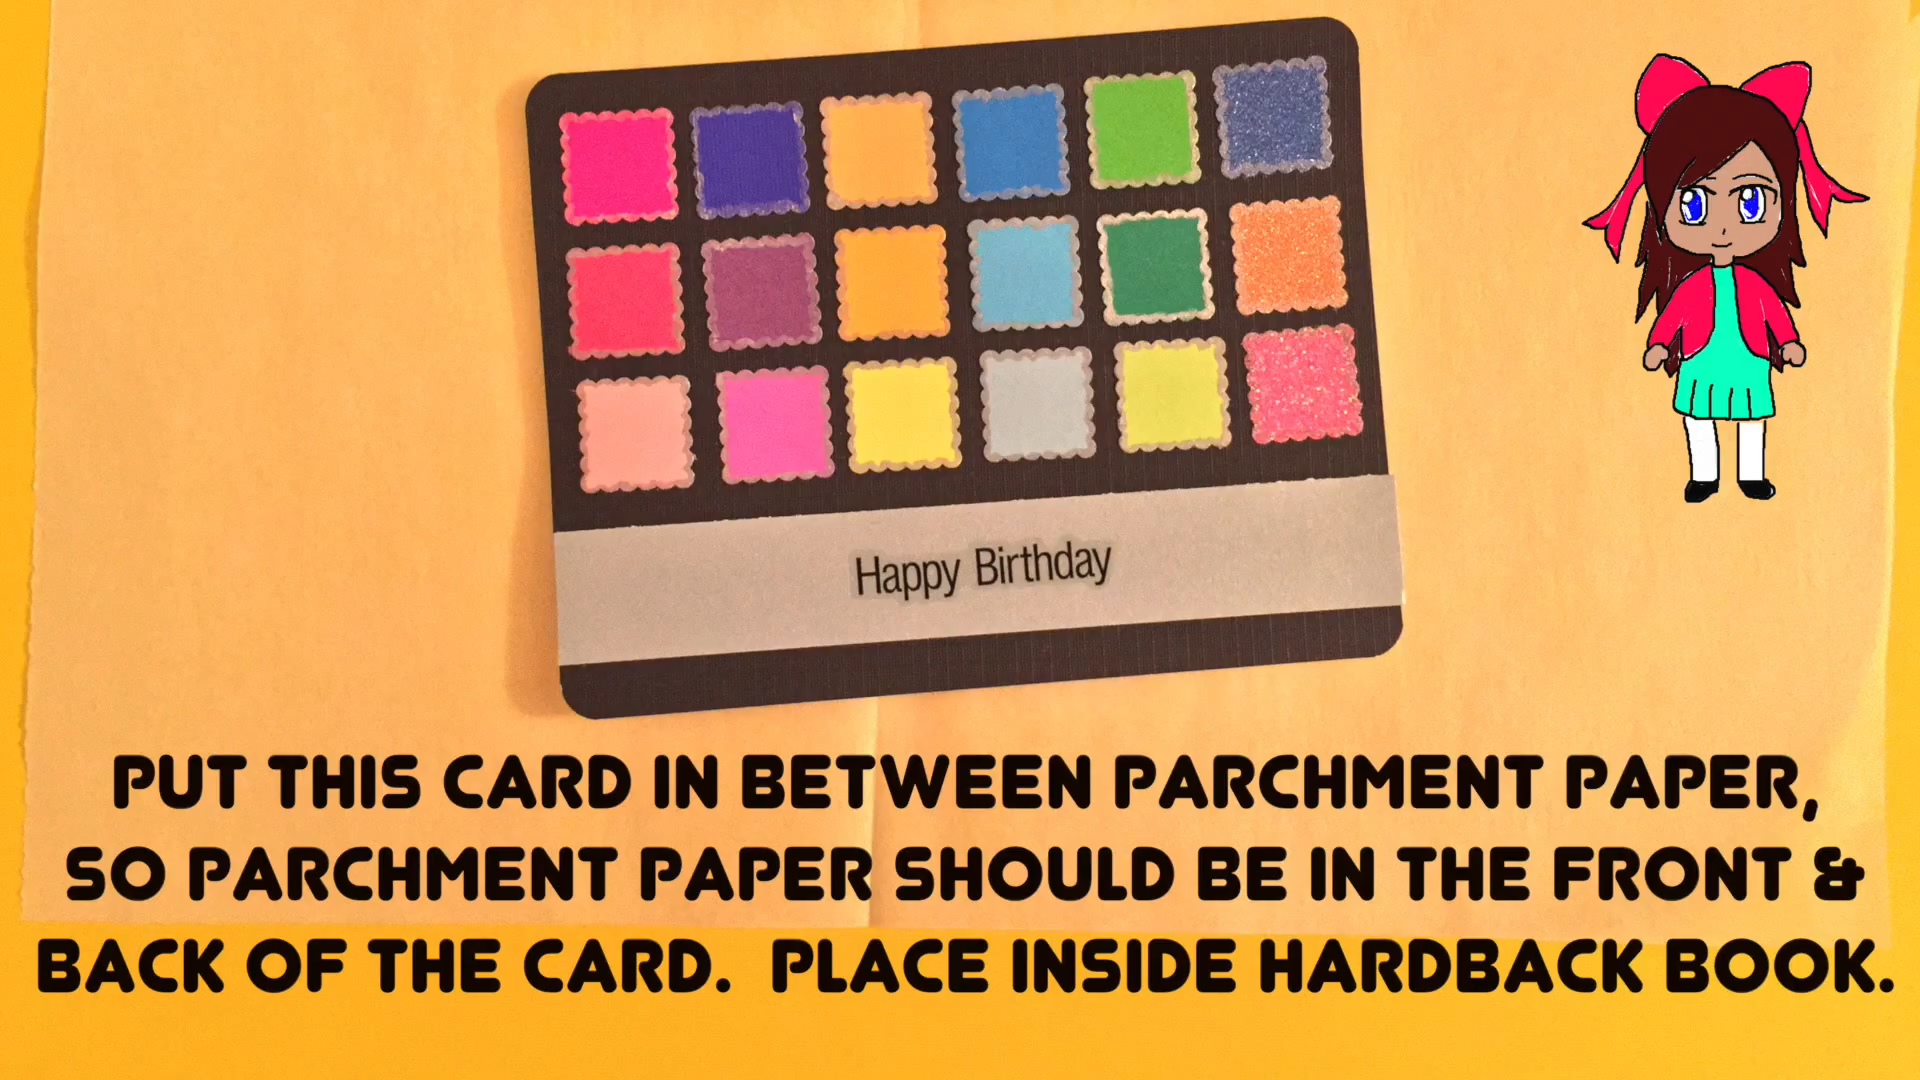 Happy Birthday
PUT THIS CARD IN BETWEEN PARCHMENT PAPER,
SO PARCHMENT PAPER SHOULD BE IN THE FRONT &
BACK OF THE CARD.  PLACE INSIDE HARDBACK BOOK.